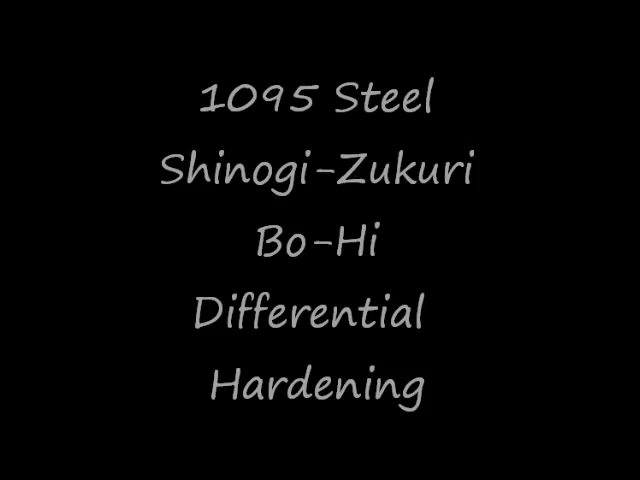 1095 Steel
Shinogi-Zukuri
Bo-Hi
Differential
Hardening